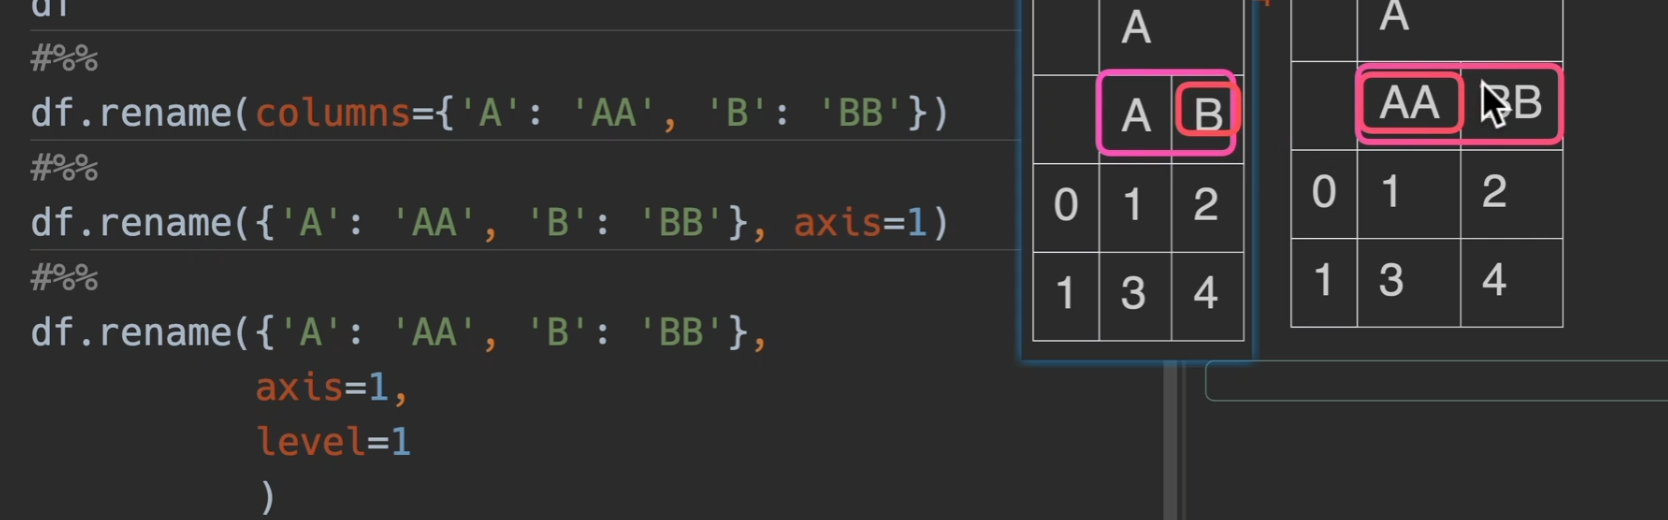 df
#%%
df.rename(columns={'A': 'AA', 'B': 'BB'})
#%%
df.rename({'A': 'AA', 'B': 'BB'}, axis=1)
#%%
df.rename({'A': 'AA', 'B': 'BB'},
axis=1,
level=1
)
A
A B
0 1 2
1 3 4
A
AA BB
0 1 2
1 3 4